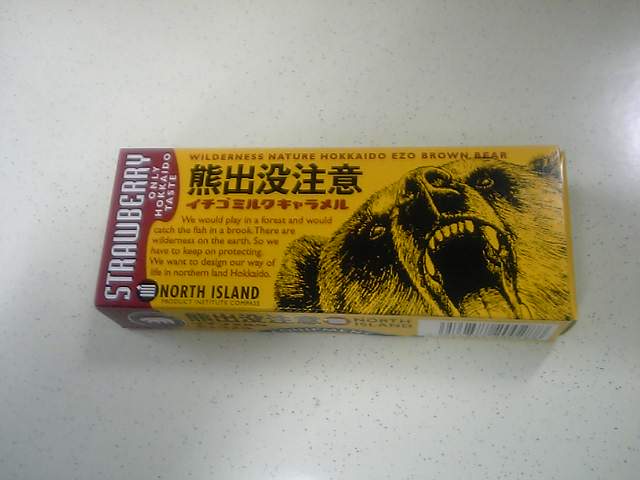 STRAWBERRY
ONLY
HOKKAIDO
TASTE
WILDERNESS NATURE HOKKAIDO EZO BROWN BEAR
熊出没注意
イチゴミルクキャラメル
We would play in a forest and would
catch the fish in a brook. There are
wilderness on the earth. So we
have to keep on protecting.
We want to design our way of
life in northern land Hokkaido.
NORTH ISLAND
PRODUCT INSTITUTE COMPASS
熊出没注意
NORTH
ISLAND